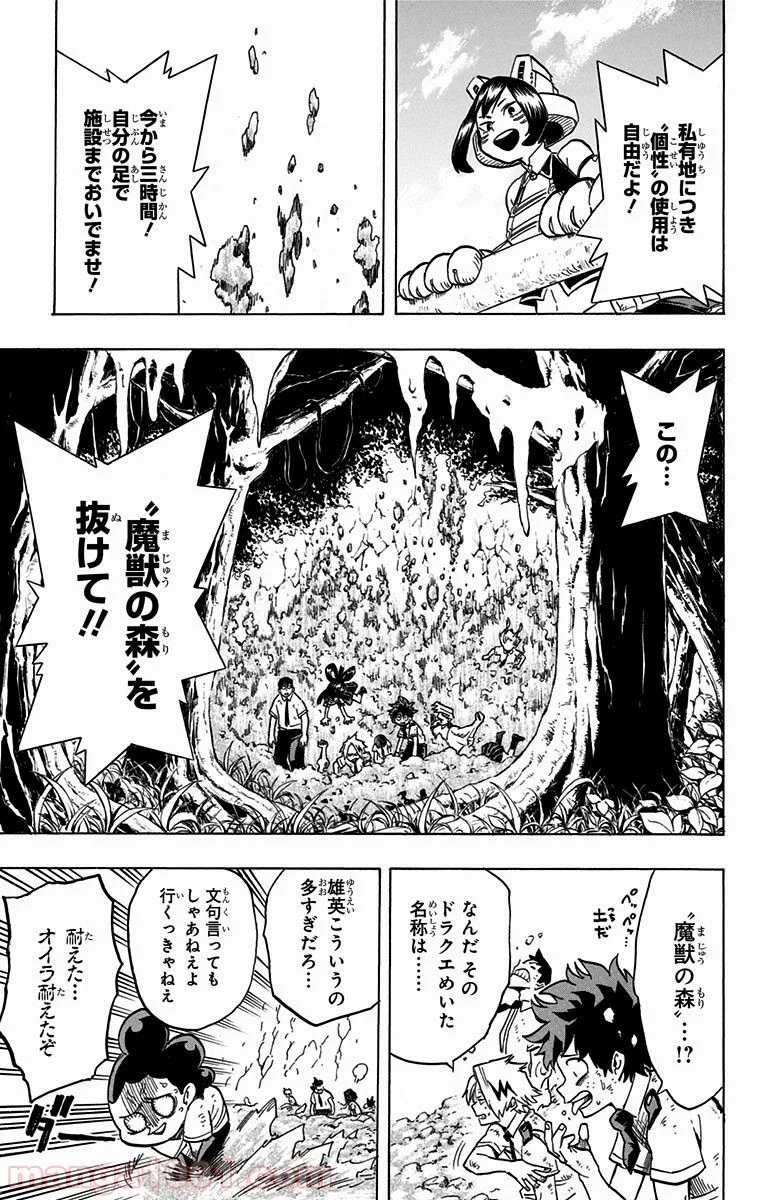 私有地につき
〝個性〟の使用は
自由だよ!
今から三時間!
自分の足で
施設までおいでませ!
この…
〝魔獣の森〟を
抜けて!!
〝魔獣の森〟…!?
土だ
ぺっ
ぺっ
なんだ その
ドラクエめいた
名称は……
雄英こういうの
多すぎだろ…
文句言っても
しゃあねえよ
行くっきゃねえ
耐えた…
オイラ耐えたぞ
ダー